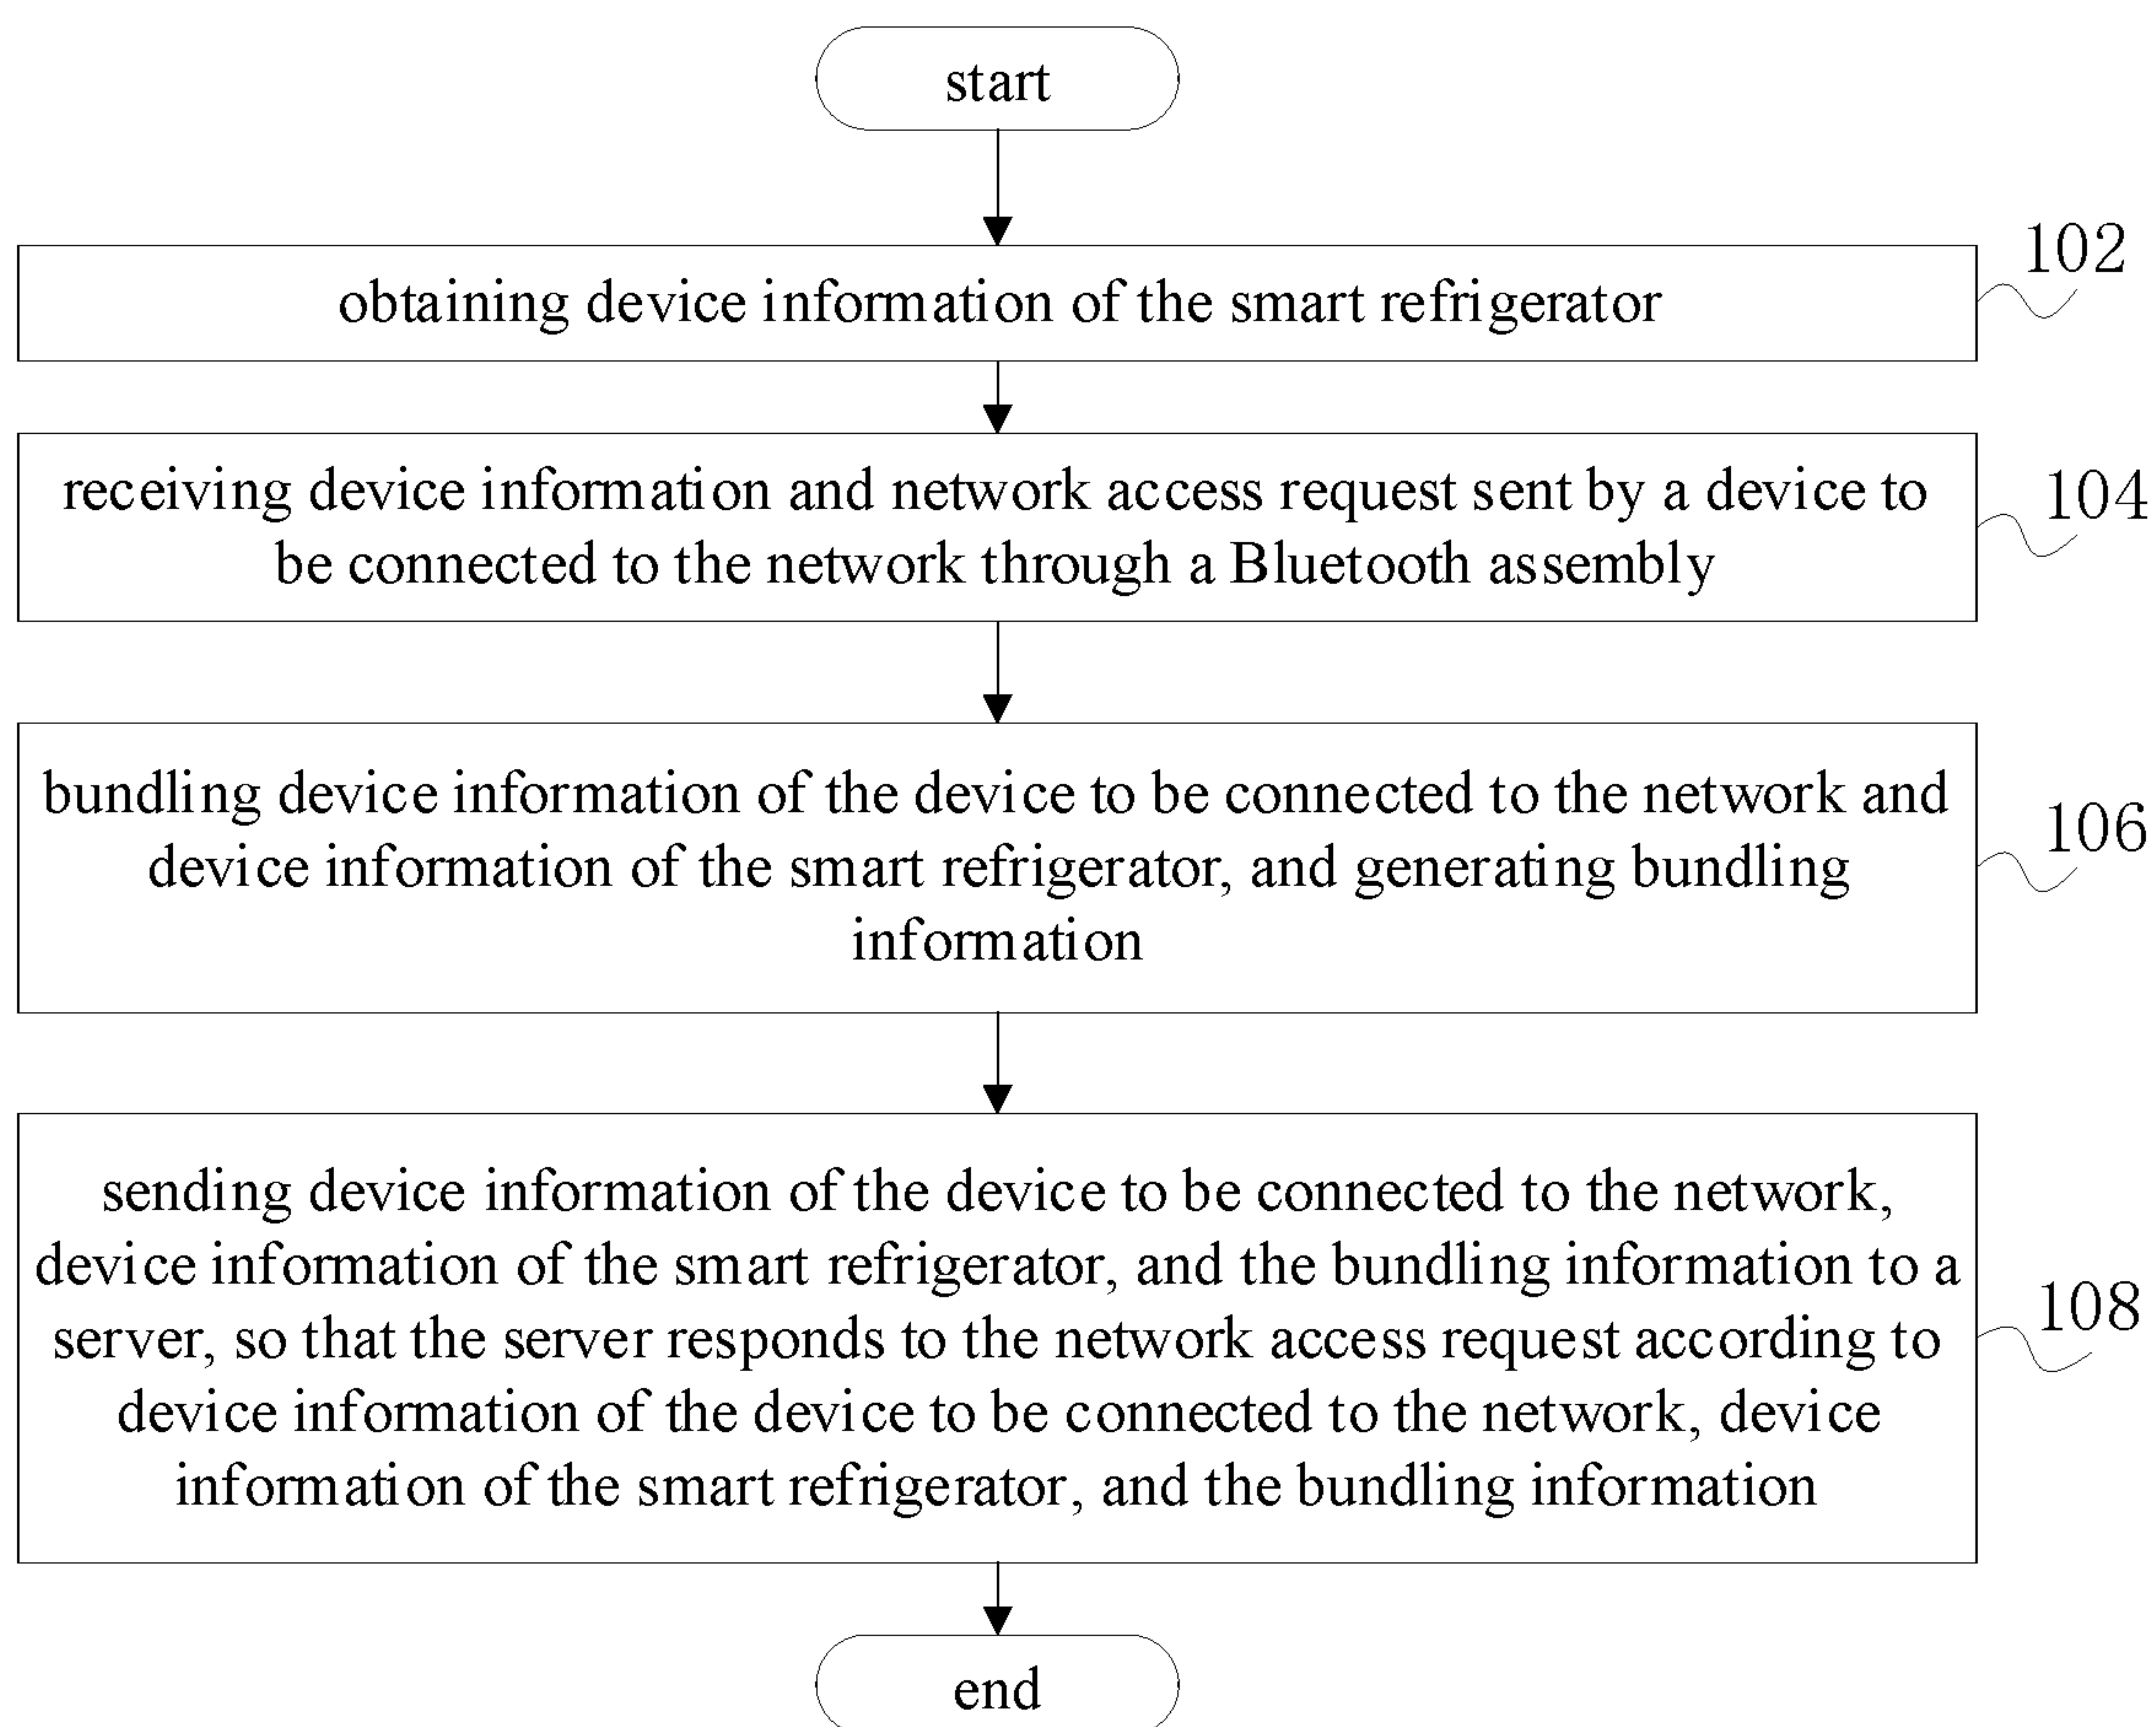 start
obtaining device information of the smart refrigerator
102
receiving device information and network access request sent by a device to
be connected to the network through a Bluetooth assembly
104
bundling device information of the device to be connected to the network and
device information of the smart refrigerator, and generating bundling
information
106
sending device information of the device to be connected to the network,
device information of the smart refrigerator, and the bundling information to a
server, so that the server responds to the network access request according to
device information of the device to be connected to the network, device
information of the smart refrigerator, and the bundling information
108
end